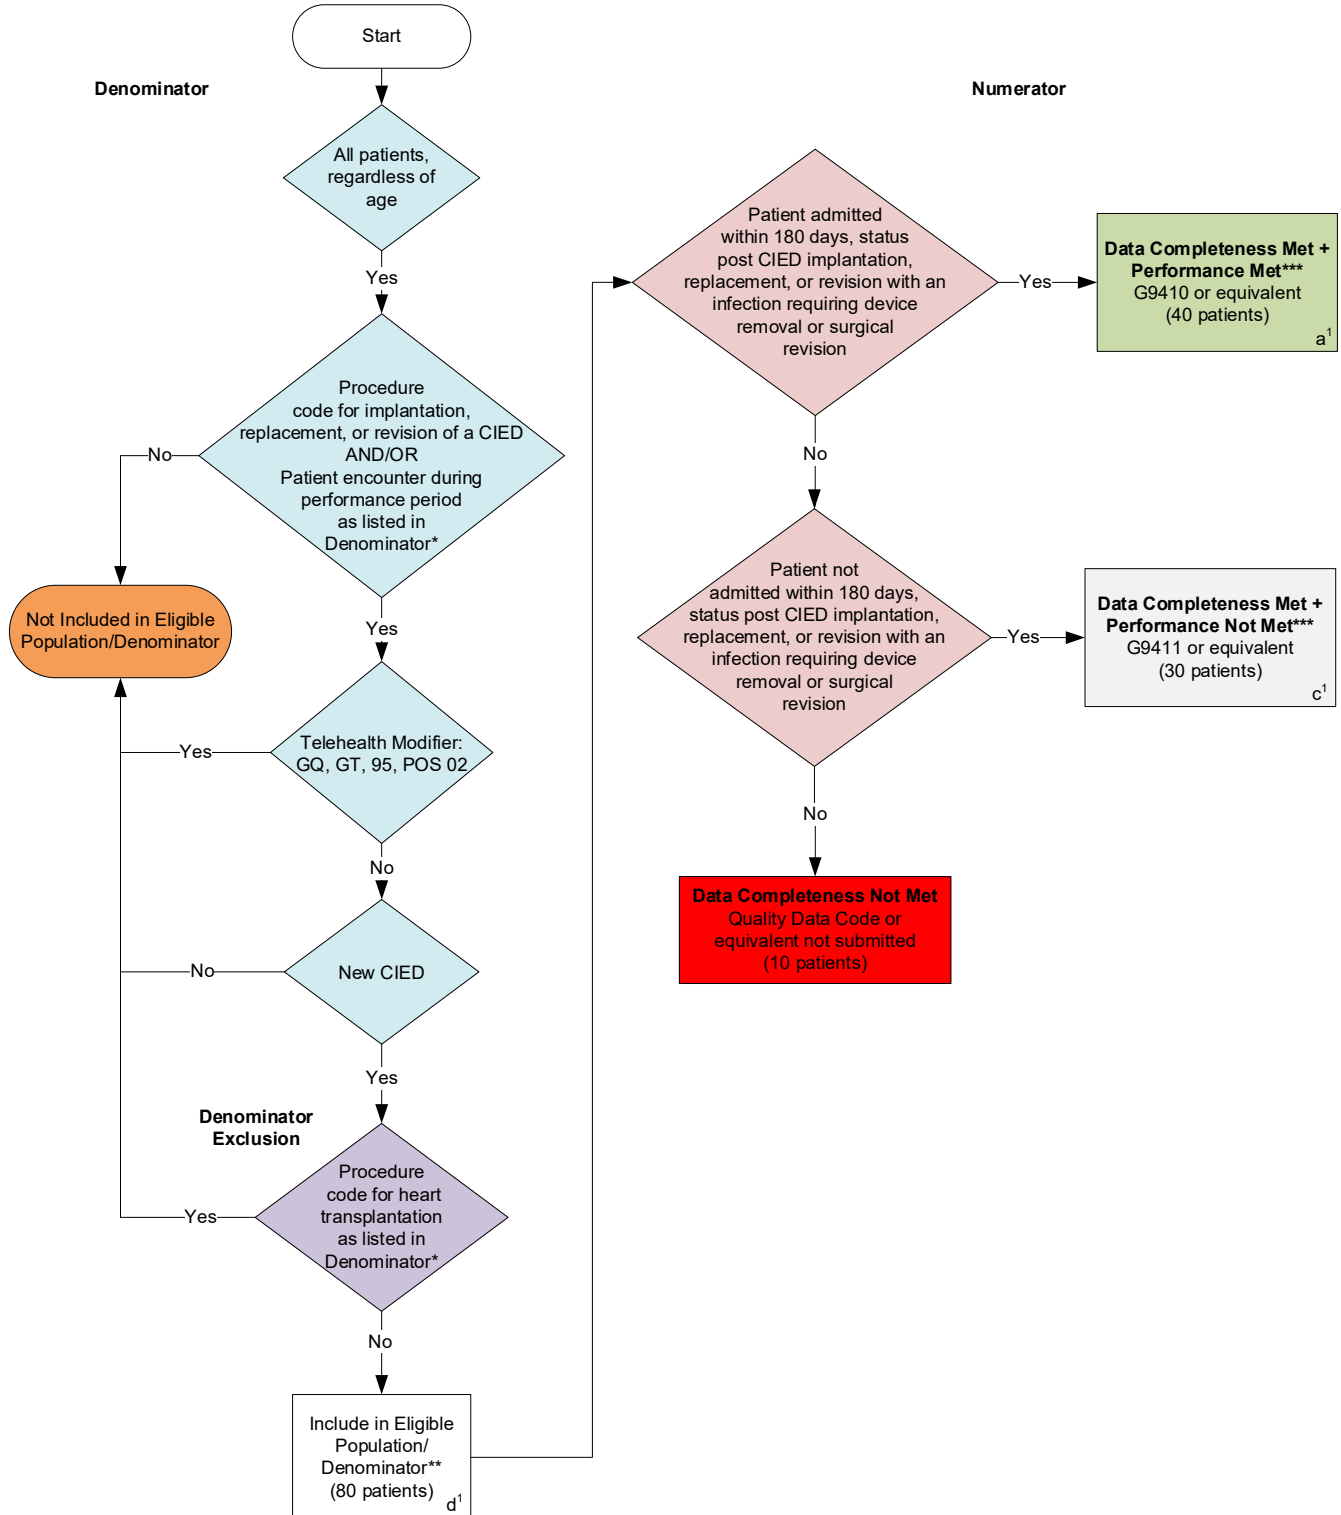 Start
Denominator
Numerator
All patients,
regardless of
age
Yes
Procedure
code for implantation,
replacement, or revision of a CIED
AND/OR
Patient encounter during
performance period
as listed in
Denominator*
No
Not Included in Eligible
Population/Denominator
Yes
Telehealth Modifier:
GQ, GT, 95, POS 02
Yes
No
New CIED
No
Yes
Denominator
Exclusion
Procedure
code for heart
transplantation
as listed in
Denominator*
Yes
No
Include in Eligible
Population/
Denominator**
(80 patients)
d¹
Patient admitted
within 180 days, status
post CIED implantation,
replacement, or revision with an
infection requiring device
removal or surgical
revision
Yes
Data Completeness Met +
Performance Met***
G9410 or equivalent
(40 patients)
a¹
No
Patient not
admitted within 180 days,
status post CIED implantation,
replacement, or revision with an
infection requiring device
removal or surgical
revision
Yes
Data Completeness Met +
Performance Not Met***
G9411 or equivalent
(30 patients)
c¹
No
Data Completeness Not Met
Quality Data Code or
equivalent not submitted
(10 patients)